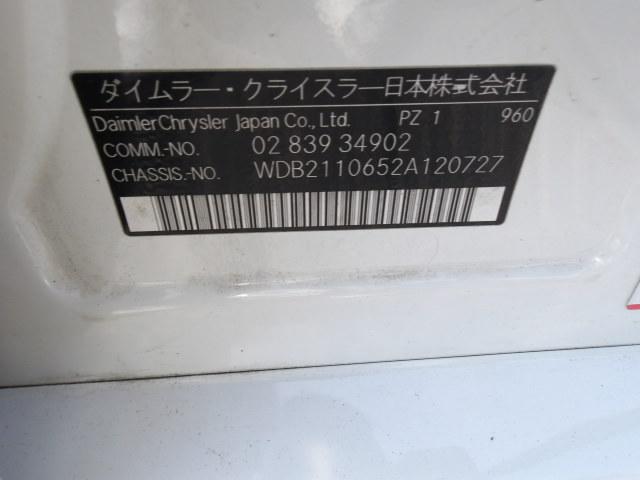 ダイムラー・クライスラー日本株式会社
DaimlerChrysler Japan Co., Ltd. PZ 1 960
COMM.-NO. 02 839 34902
CHASSIS.-NO. WDB2110652A120727